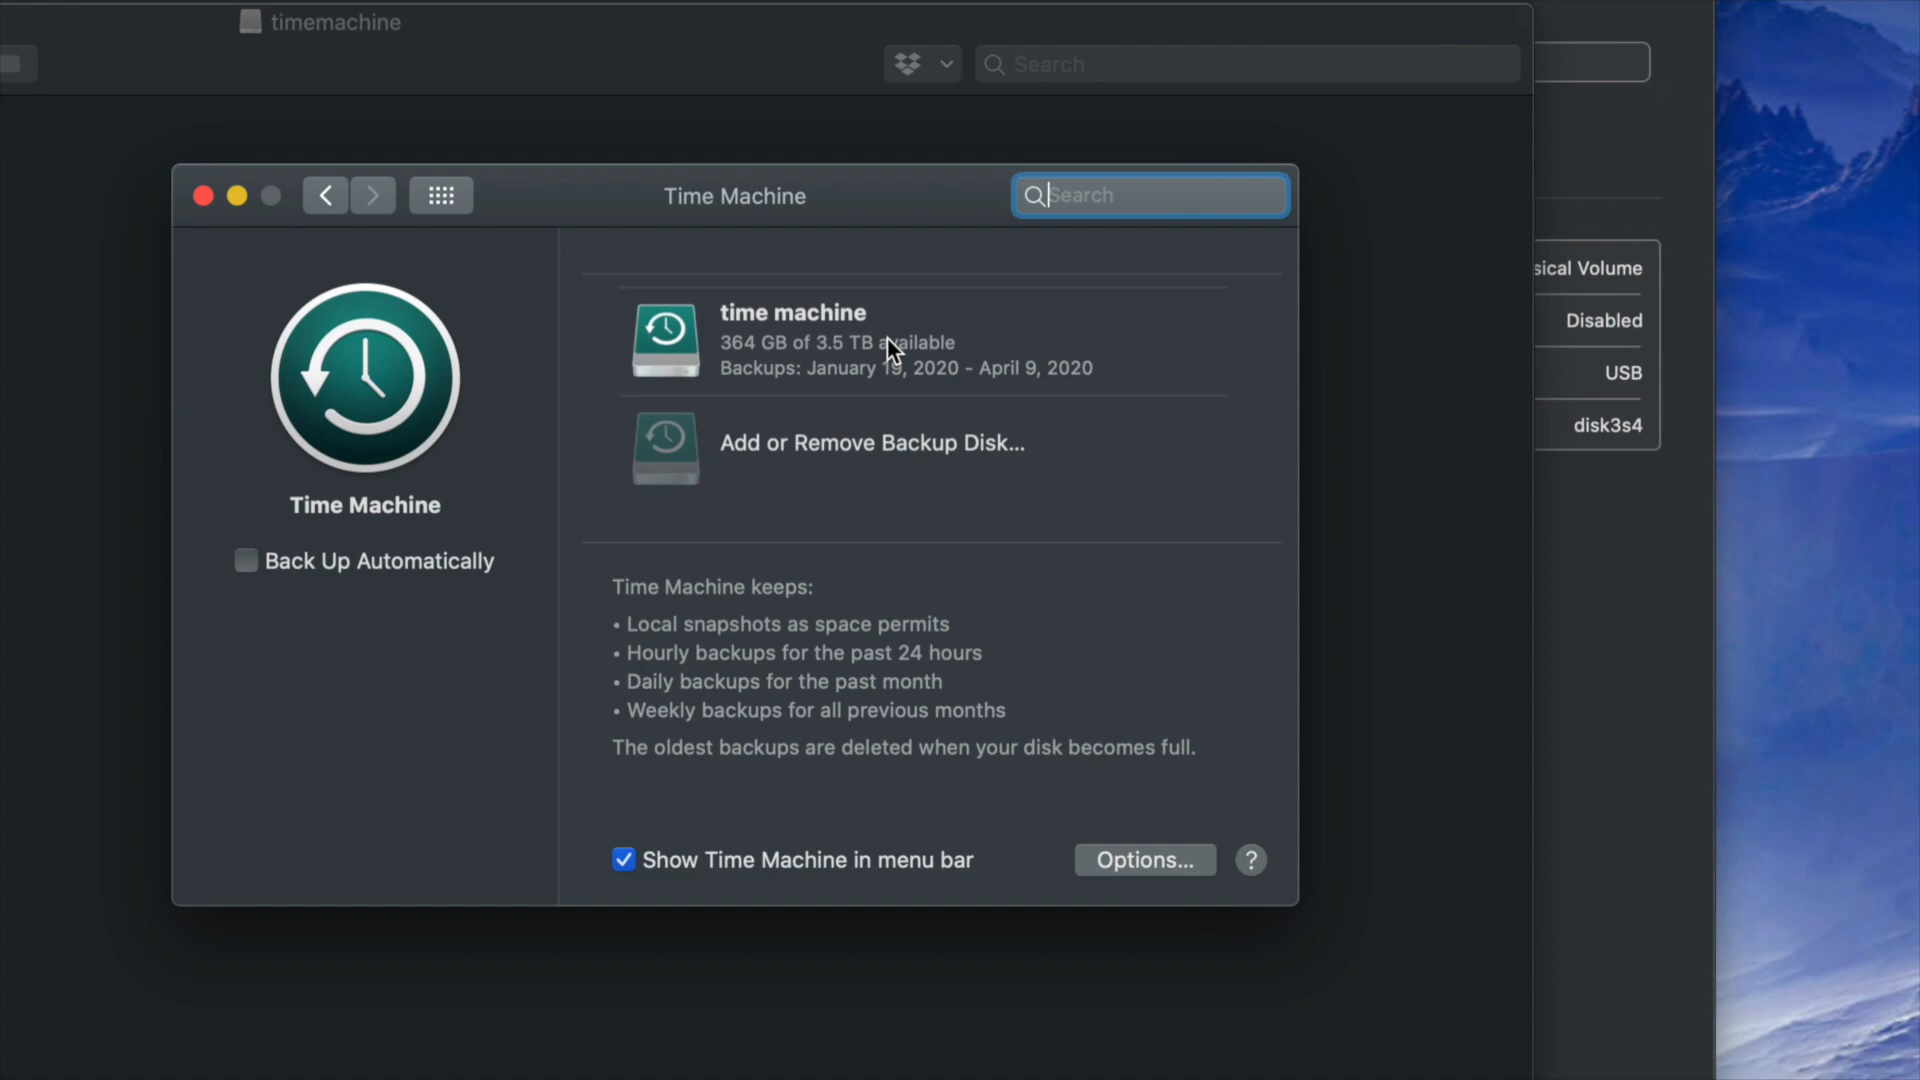 timemachine
Search
Time Machine
Search
time machine
364 GB of 3.5 TB available
Backups: January 19, 2020 - April 9, 2020
Add or Remove Backup Disk...
Time Machine
Back Up Automatically
Time Machine keeps:
• Local snapshots as space permits
• Hourly backups for the past 24 hours
• Daily backups for the past month
• Weekly backups for all previous months
The oldest backups are deleted when your disk becomes full.
Show Time Machine in menu bar
Options...
?
sical Volume
Disabled
USB
disk3s4